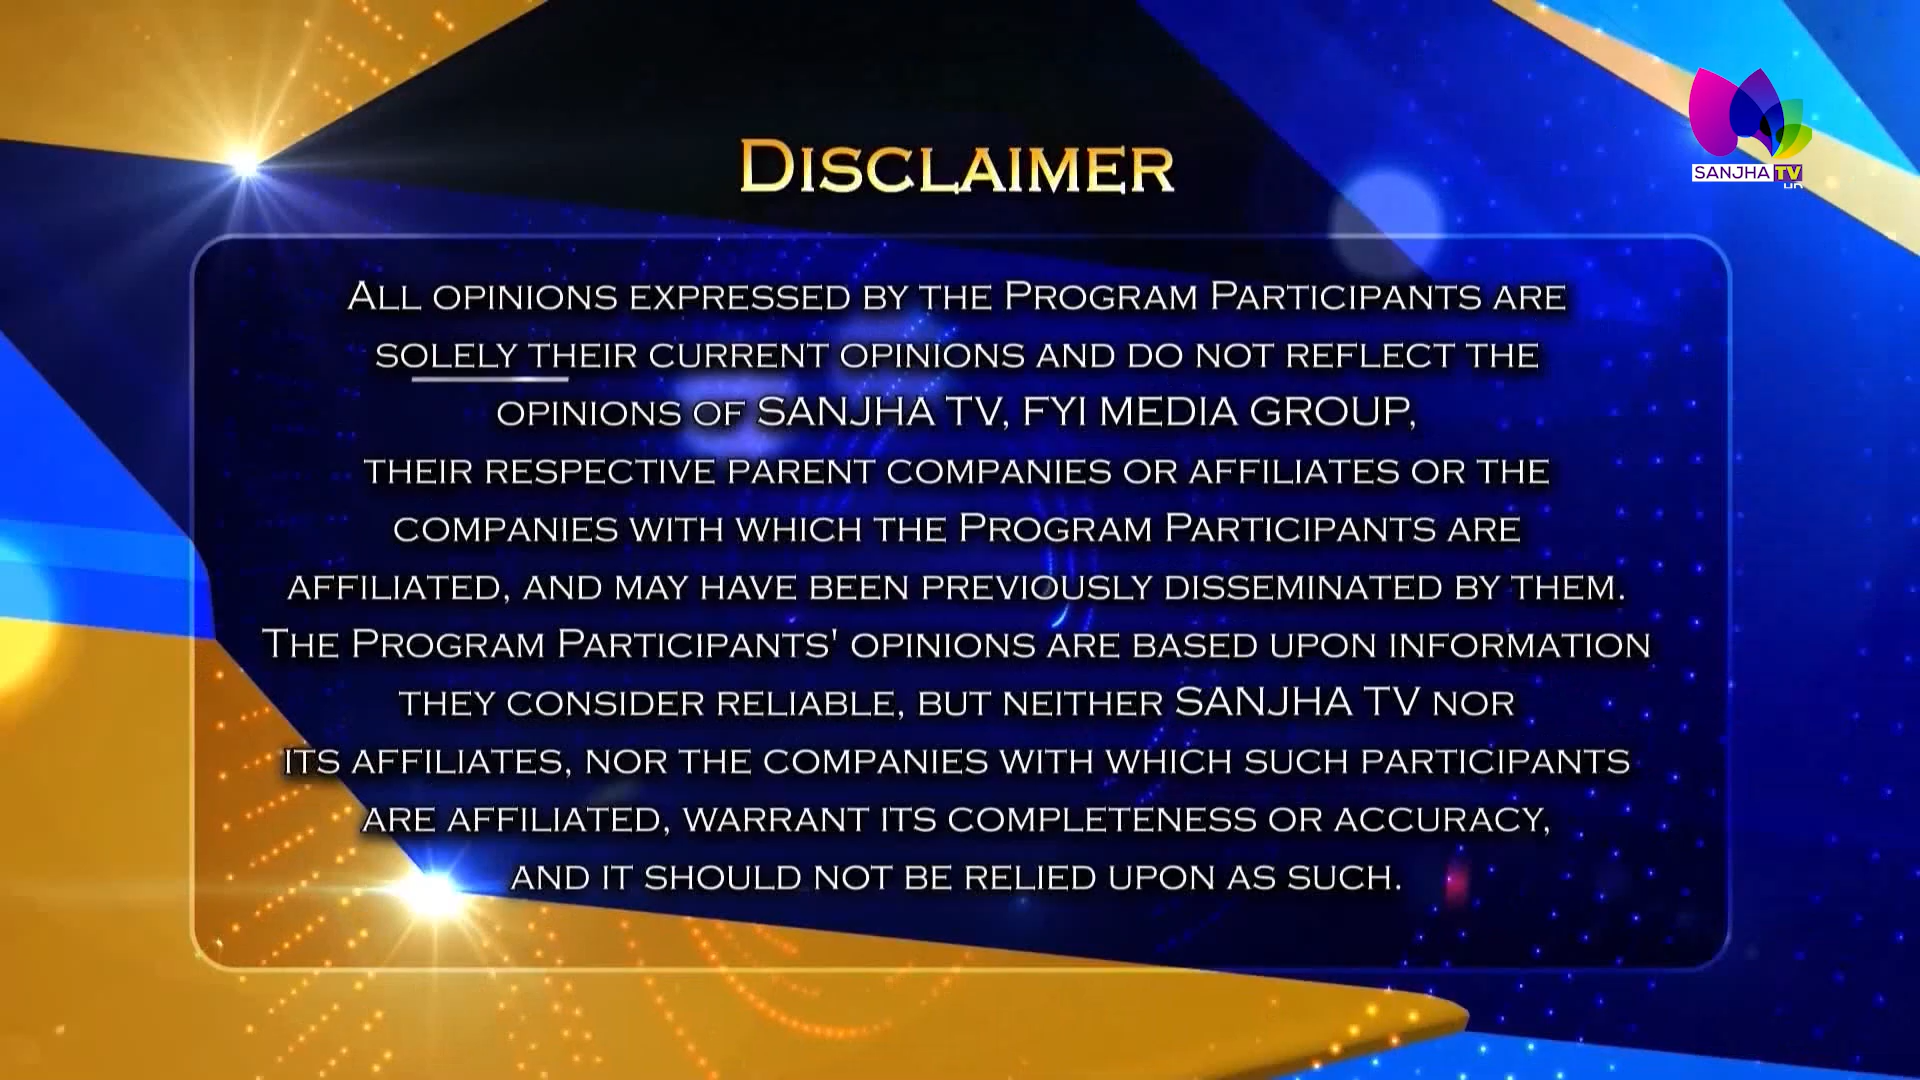 SANJHA TV
DISCLAIMER
ALL OPINIONS EXPRESSED BY THE PROGRAM PARTICIPANTS ARE
SOLELY THEIR CURRENT OPINIONS AND DO NOT REFLECT THE
OPINIONS OF SANJHA TV, FYI MEDIA GROUP,
THEIR RESPECTIVE PARENT COMPANIES OR AFFILIATES OR THE
COMPANIES WITH WHICH THE PROGRAM PARTICIPANTS ARE
AFFILIATED, AND MAY HAVE BEEN PREVIOUSLY DISSEMINATED BY THEM.
THE PROGRAM PARTICIPANTS' OPINIONS ARE BASED UPON INFORMATION
THEY CONSIDER RELIABLE, BUT NEITHER SANJHA TV NOR
ITS AFFILIATES, NOR THE COMPANIES WITH WHICH SUCH PARTICIPANTS
ARE AFFILIATED, WARRANT ITS COMPLETENESS OR ACCURACY,
AND IT SHOULD NOT BE RELIED UPON AS SUCH.